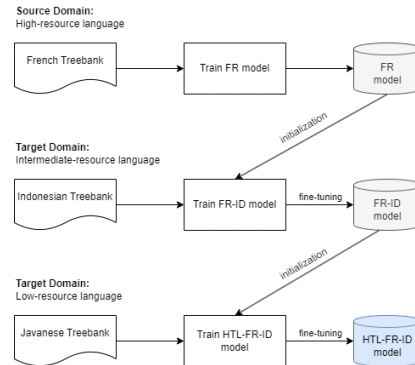 Source Domain:
High-resource language
French Treebank
Train FR model
FR
model
initialization
Target Domain:
Intermediate-resource language
Indonesian Treebank
Train FR-ID model
fine-tuning
FR-ID
model
initialization
Target Domain:
Low-resource language
Javanese Treebank
Train HTL-FR-ID
model
fine-tuning
HTL-FR-ID
model